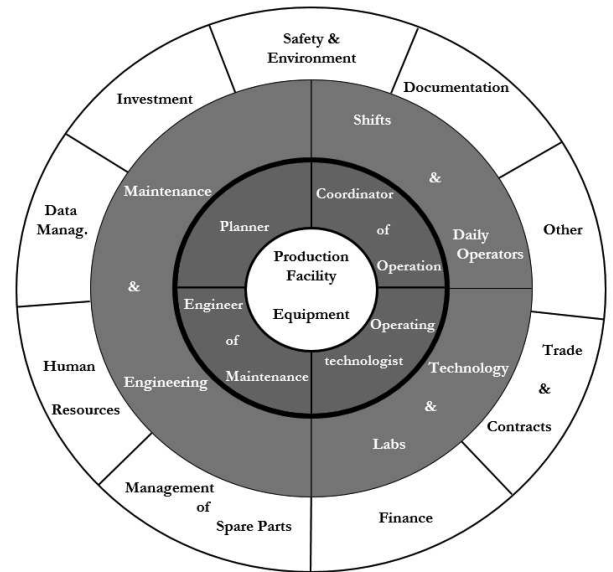 Safety &
Environment
Documentation
Other
Trade
&
Contracts
Finance
Management
of
Spare Parts
Human
Resources
Data
Manag.
Investment
Shifts
&
Daily
Operators
Technology
&
Labs
Maintenance
&
Engineering
Planner
Coordinator
of
Operation
Operating
technologist
Engineer
of
Maintenance
Production
Facility
Equipment